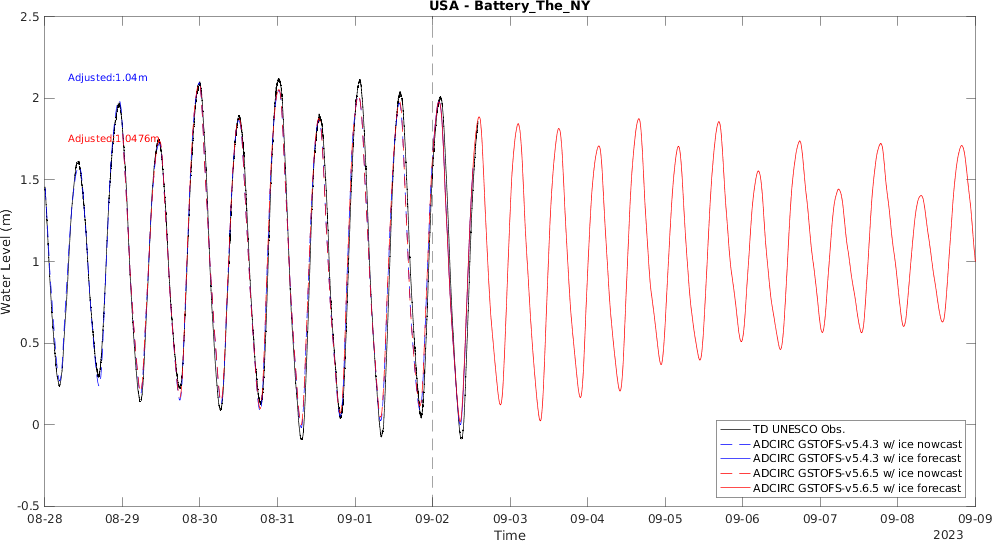 USA - Battery_The_NY
2.5
Adjusted:1.04m
2
Adjusted:1.0476m
1.5
Water Level (m)
1
0.5
TD UNESCO Obs.
0
ADCIRC GSTOFS-v5.4.3 w/ ice nowcast
ADCIRC GSTOFS-v5.4.3 w/ ice forecast
ADCIRC GSTOFS-v5.6.5 w/ ice nowcast
ADCIRC GSTOFS-v5.6.5 w/ ice forecast
-0.5
08-28 08-29 08-30 08-31 09-01 09-02 09-03 09-04 09-05 09-06 09-07 09-08 09-09
Time
2023